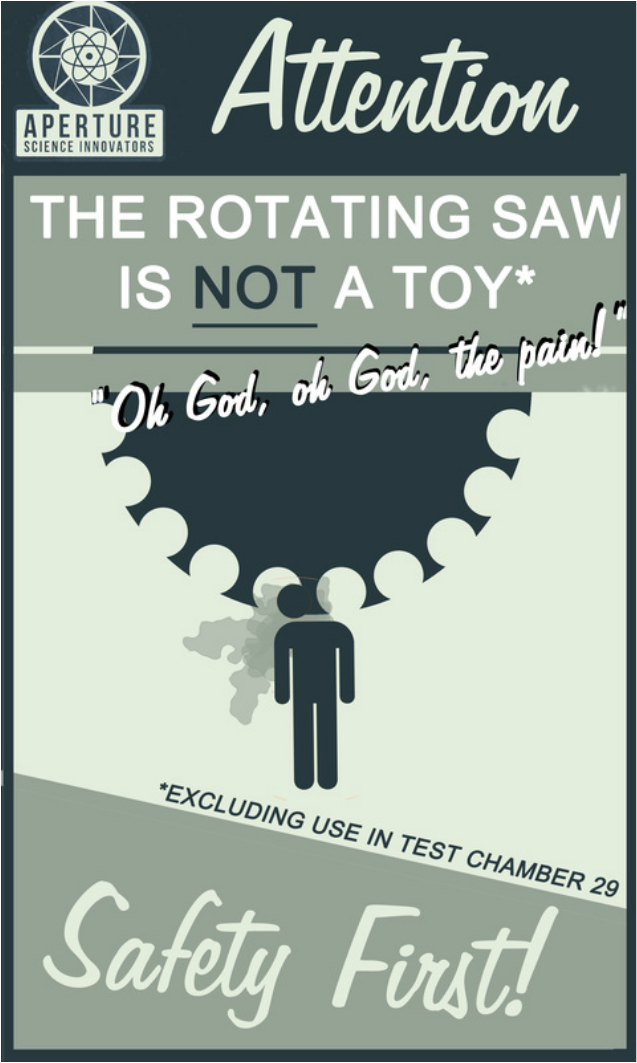 APERTURE
SCIENCE INNOVATORS
Attention
THE ROTATING SAW
IS NOT A TOY*
"Oh God, oh God, the pain!"
*EXCLUDING USE IN TEST CHAMBER 29
Safety First!